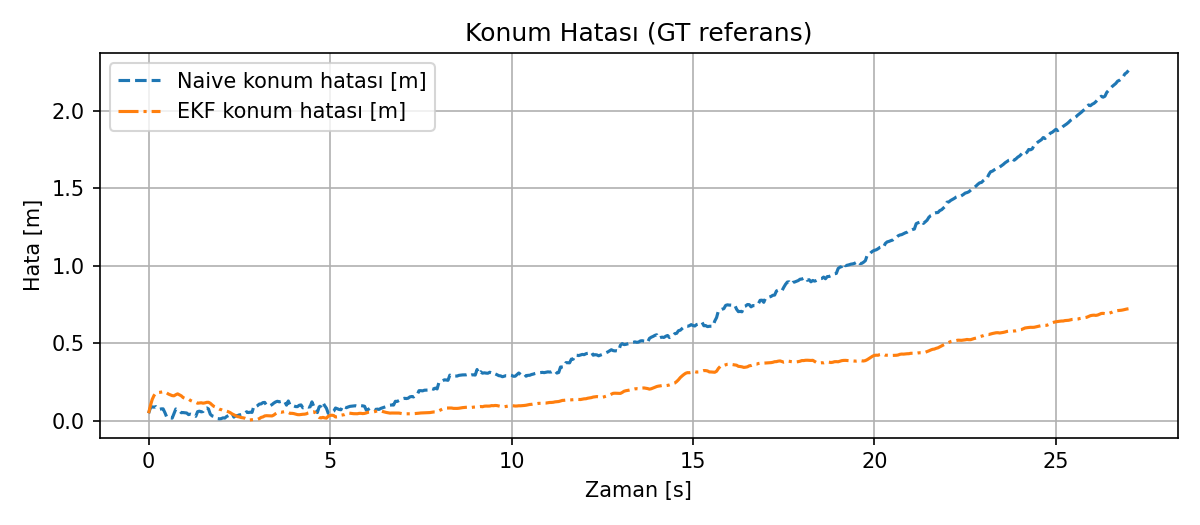 Konum Hatası (GT referans)
Naive konum hatası [m]
EKF konum hatası [m]
Hata [m]
2.0
1.5
1.0
0.5
0.0
0 5 10 15 20 25
Zaman [s]